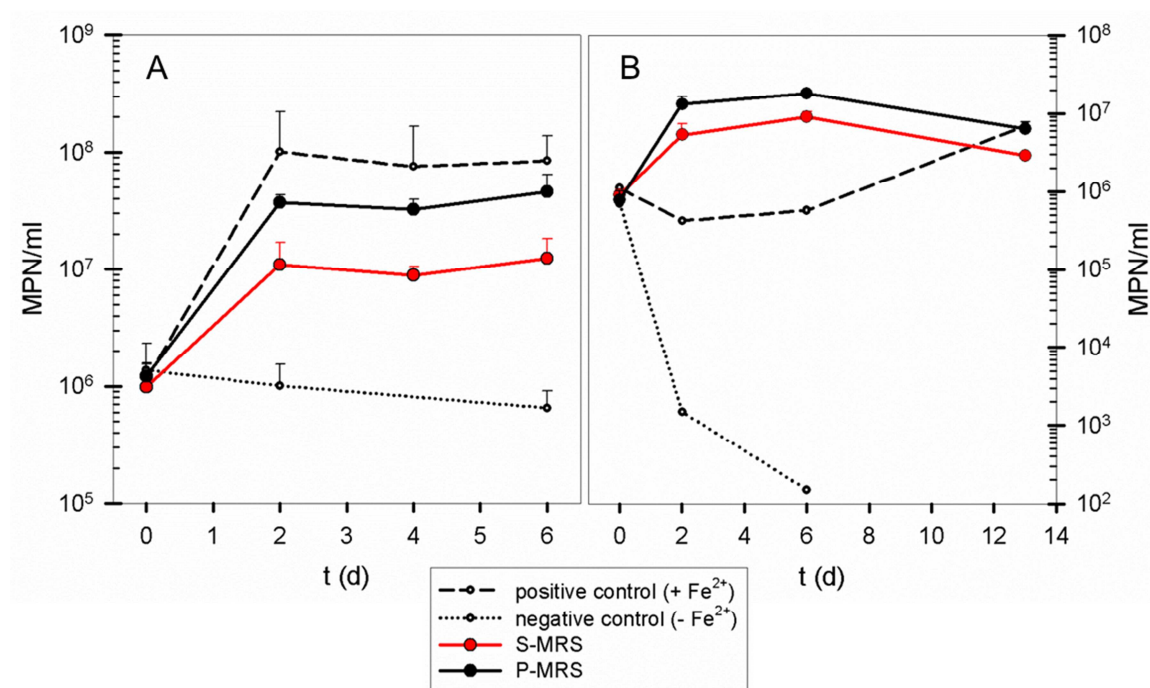 A
B
MPN/ml
10⁹
10⁸
10⁷
10⁶
10⁵
0 1 2 3 4 5 6
t (d)
10⁸
10⁷
10⁶
10⁵
10⁴
10³
10²
MPN/ml
0 2 4 6 8 10 12 14
t (d)
positive control (+ Fe²⁺)
negative control (- Fe²⁺)
S-MRS
P-MRS